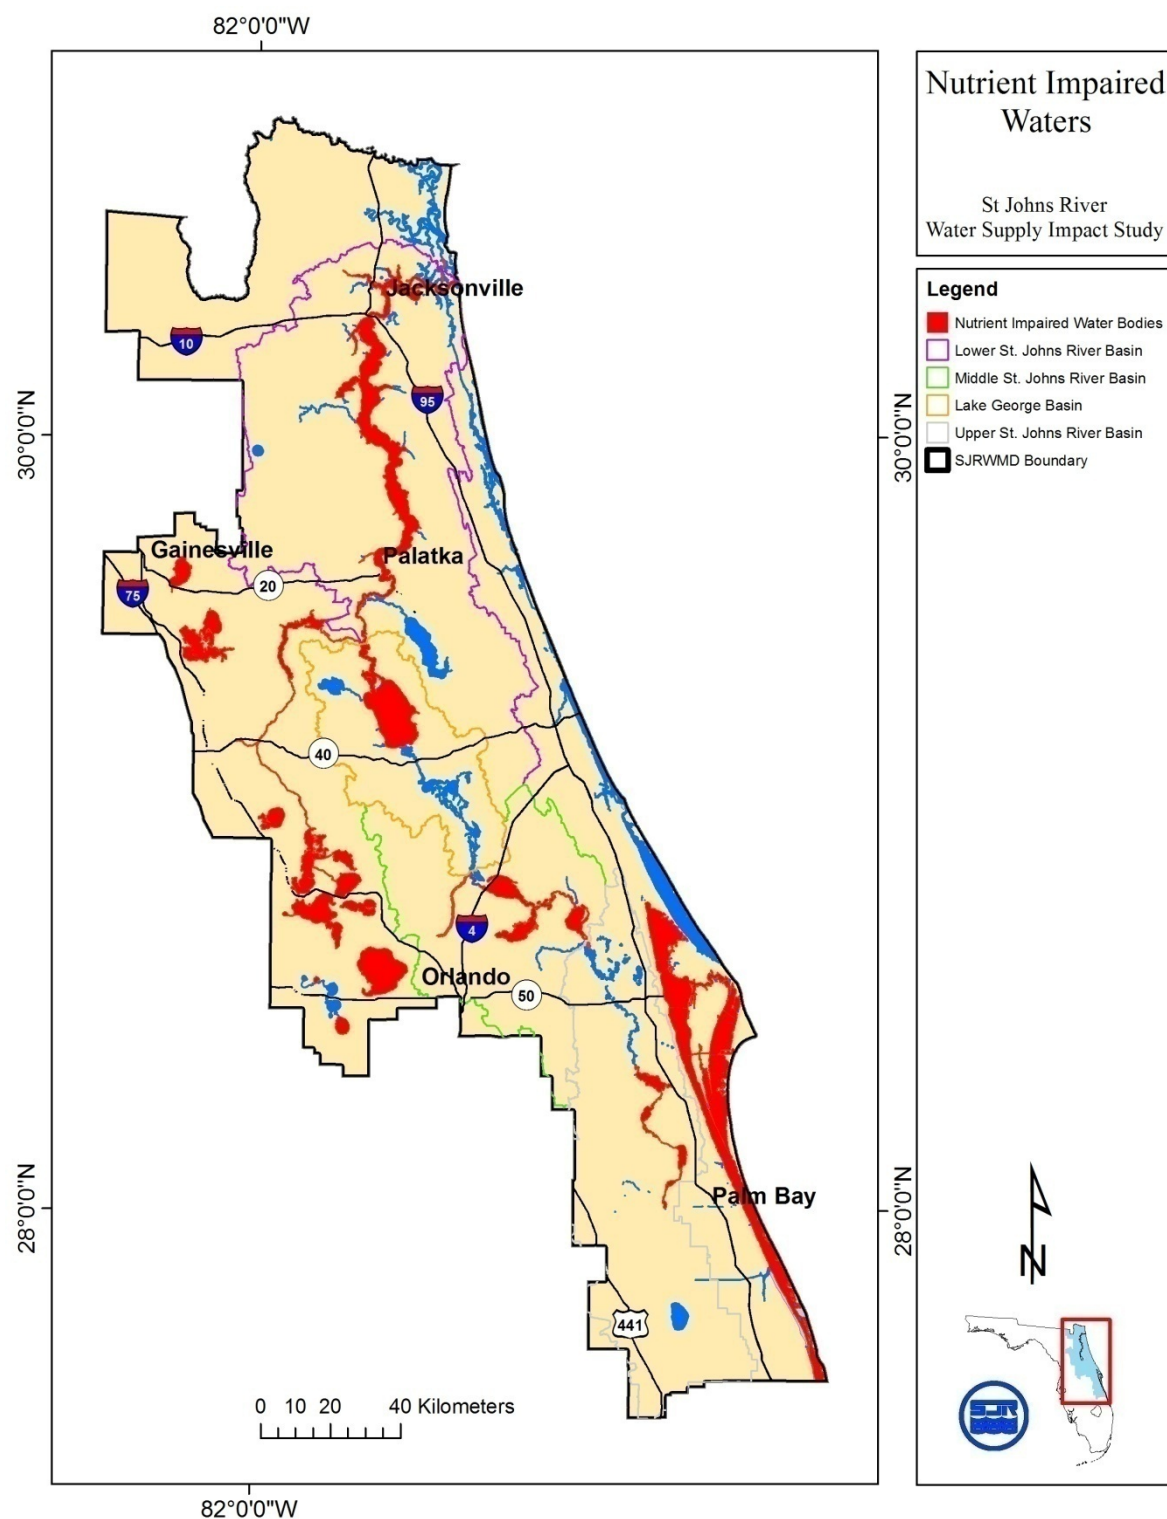 82°0'0"W
Nutrient Impaired
Waters
St Johns River
Water Supply Impact Study
Legend
Nutrient Impaired Water Bodies
Lower St. Johns River Basin
Middle St. Johns River Basin
Lake George Basin
Upper St. Johns River Basin
SJRWMD Boundary
Jacksonville
10
95
30°0'0"N
30°0'0"N
Gainesville
Palatka
75
20
40
4
Orlando
50
28°0'0"N
28°0'0"N
Palm Bay
441
N
0 10 20 40 Kilometers
SJR
82°0'0"W